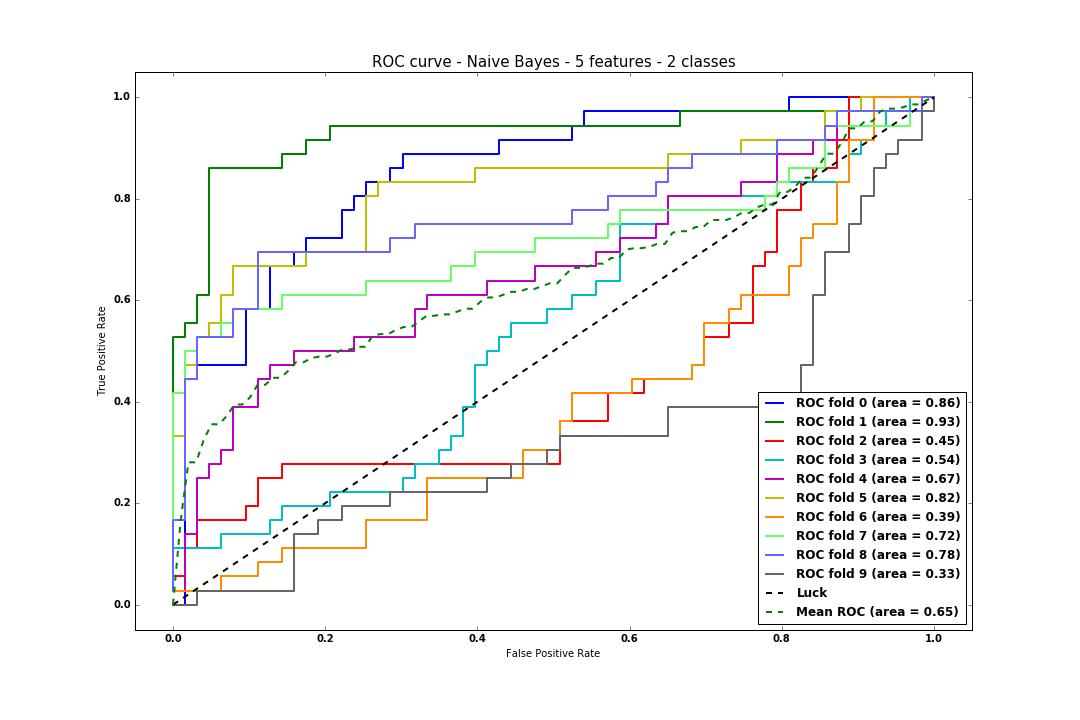 ROC curve - Naive Bayes - 5 features - 2 classes
True Positive Rate
1.0
0.8
0.6
0.4
0.2
0.0
0.0 0.2 0.4 0.6 0.8 1.0
False Positive Rate
ROC fold 0 (area = 0.86)
ROC fold 1 (area = 0.93)
ROC fold 2 (area = 0.45)
ROC fold 3 (area = 0.54)
ROC fold 4 (area = 0.67)
ROC fold 5 (area = 0.82)
ROC fold 6 (area = 0.39)
ROC fold 7 (area = 0.72)
ROC fold 8 (area = 0.78)
ROC fold 9 (area = 0.33)
Luck
Mean ROC (area = 0.65)